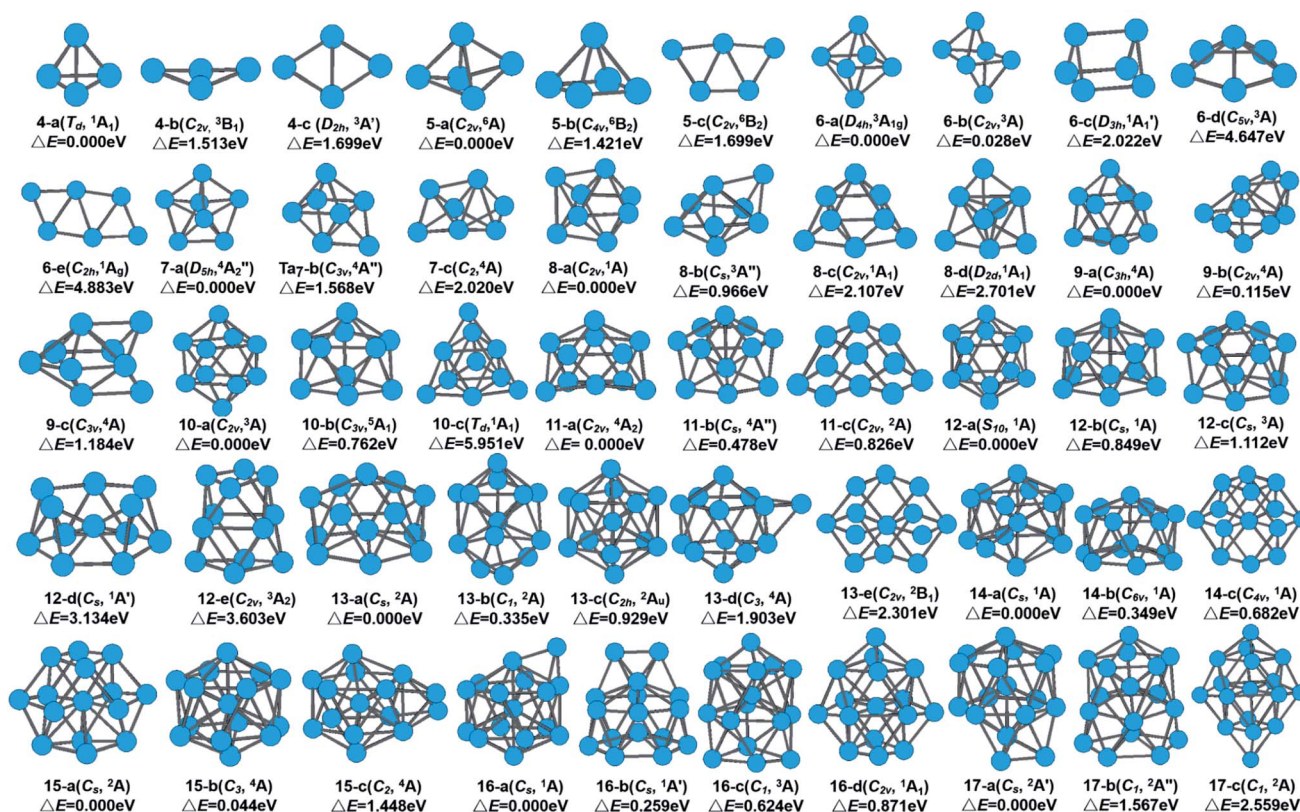 4-a(Td, ¹A₁) 4-b(C₂ᵥ, ³B₁) 4-c (D₂h, ³A') 5-a(C₂ᵥ,⁶A) 5-b(C₄ᵥ,⁶B₂) 5-c(C₂ᵥ,⁶B₂) 6-a(D₄h,³A₁g) 6-b(C₂ᵥ,³A) 6-c(D₃h,¹A₁') 6-d(C₅ᵥ,³A)
△E=0.000eV △E=1.513eV △E=1.699eV △E=0.000eV △E=1.421eV △E=1.699eV △E=0.000eV △E=0.028eV △E=2.022eV △E=4.647eV
6-e(C₂h,¹Ag) 7-a(D₅h,⁴A₂'') Ta₇-b(C₃ᵥ,⁴A'') 7-c(C₂,⁴A) 8-a(C₂ᵥ,¹A) 8-b(Cₛ,³A'') 8-c(C₂ᵥ,¹A₁) 8-d(D₂d,¹A₁) 9-a(C₃h,⁴A) 9-b(C₂ᵥ,⁴A)
△E=4.883eV △E=0.000eV △E=1.568eV △E=2.020eV △E=0.000eV △E=0.966eV △E=2.107eV △E=2.701eV △E=0.000eV △E=0.115eV
9-c(C₃ᵥ,⁴A) 10-a(C₂ᵥ,³A) 10-b(C₃ᵥ,⁵A₁) 10-c(Td,¹A₁) 11-a(C₂ᵥ, ⁴A₂) 11-b(Cₛ, ⁴A'') 11-c(C₂ᵥ, ²A) 12-a(S₁₀, ¹A) 12-b(Cₛ, ¹A) 12-c(Cₛ, ³A)
△E=1.184eV △E=0.000eV △E=0.762eV △E=5.951eV △E= 0.000eV △E=0.478eV △E=0.826eV △E=0.000eV △E=0.849eV △E=1.112eV
12-d(Cₛ, ¹A') 12-e(C₂ᵥ, ³A₂) 13-a(Cₛ, ²A) 13-b(C₁, ²A) 13-c(C₂h, ²Aᵤ) 13-d(C₃, ⁴A) 13-e(C₂ᵥ, ²B₁) 14-a(Cₛ, ¹A) 14-b(C₆ᵥ, ¹A) 14-c(C₄ᵥ, ¹A)
△E=3.134eV △E=3.603eV △E=0.000eV △E=0.335eV △E=0.929eV △E=1.903eV △E=2.301eV △E=0.000eV △E=0.349eV △E=0.682eV
15-a(Cₛ, ²A) 15-b(C₃, ⁴A) 15-c(C₂, ⁴A) 16-a(Cₛ, ¹A) 16-b(Cₛ, ¹A') 16-c(C₁, ³A) 16-d(C₂ᵥ, ¹A₁) 17-a(Cₛ, ²A') 17-b(C₁, ²A'') 17-c(C₁, ²A)
△E=0.000eV △E=0.044eV △E=1.448eV △E=0.000eV △E=0.259eV △E=0.624eV △E=0.871eV △E=0.000eV △E=1.567eV △E=2.559eV